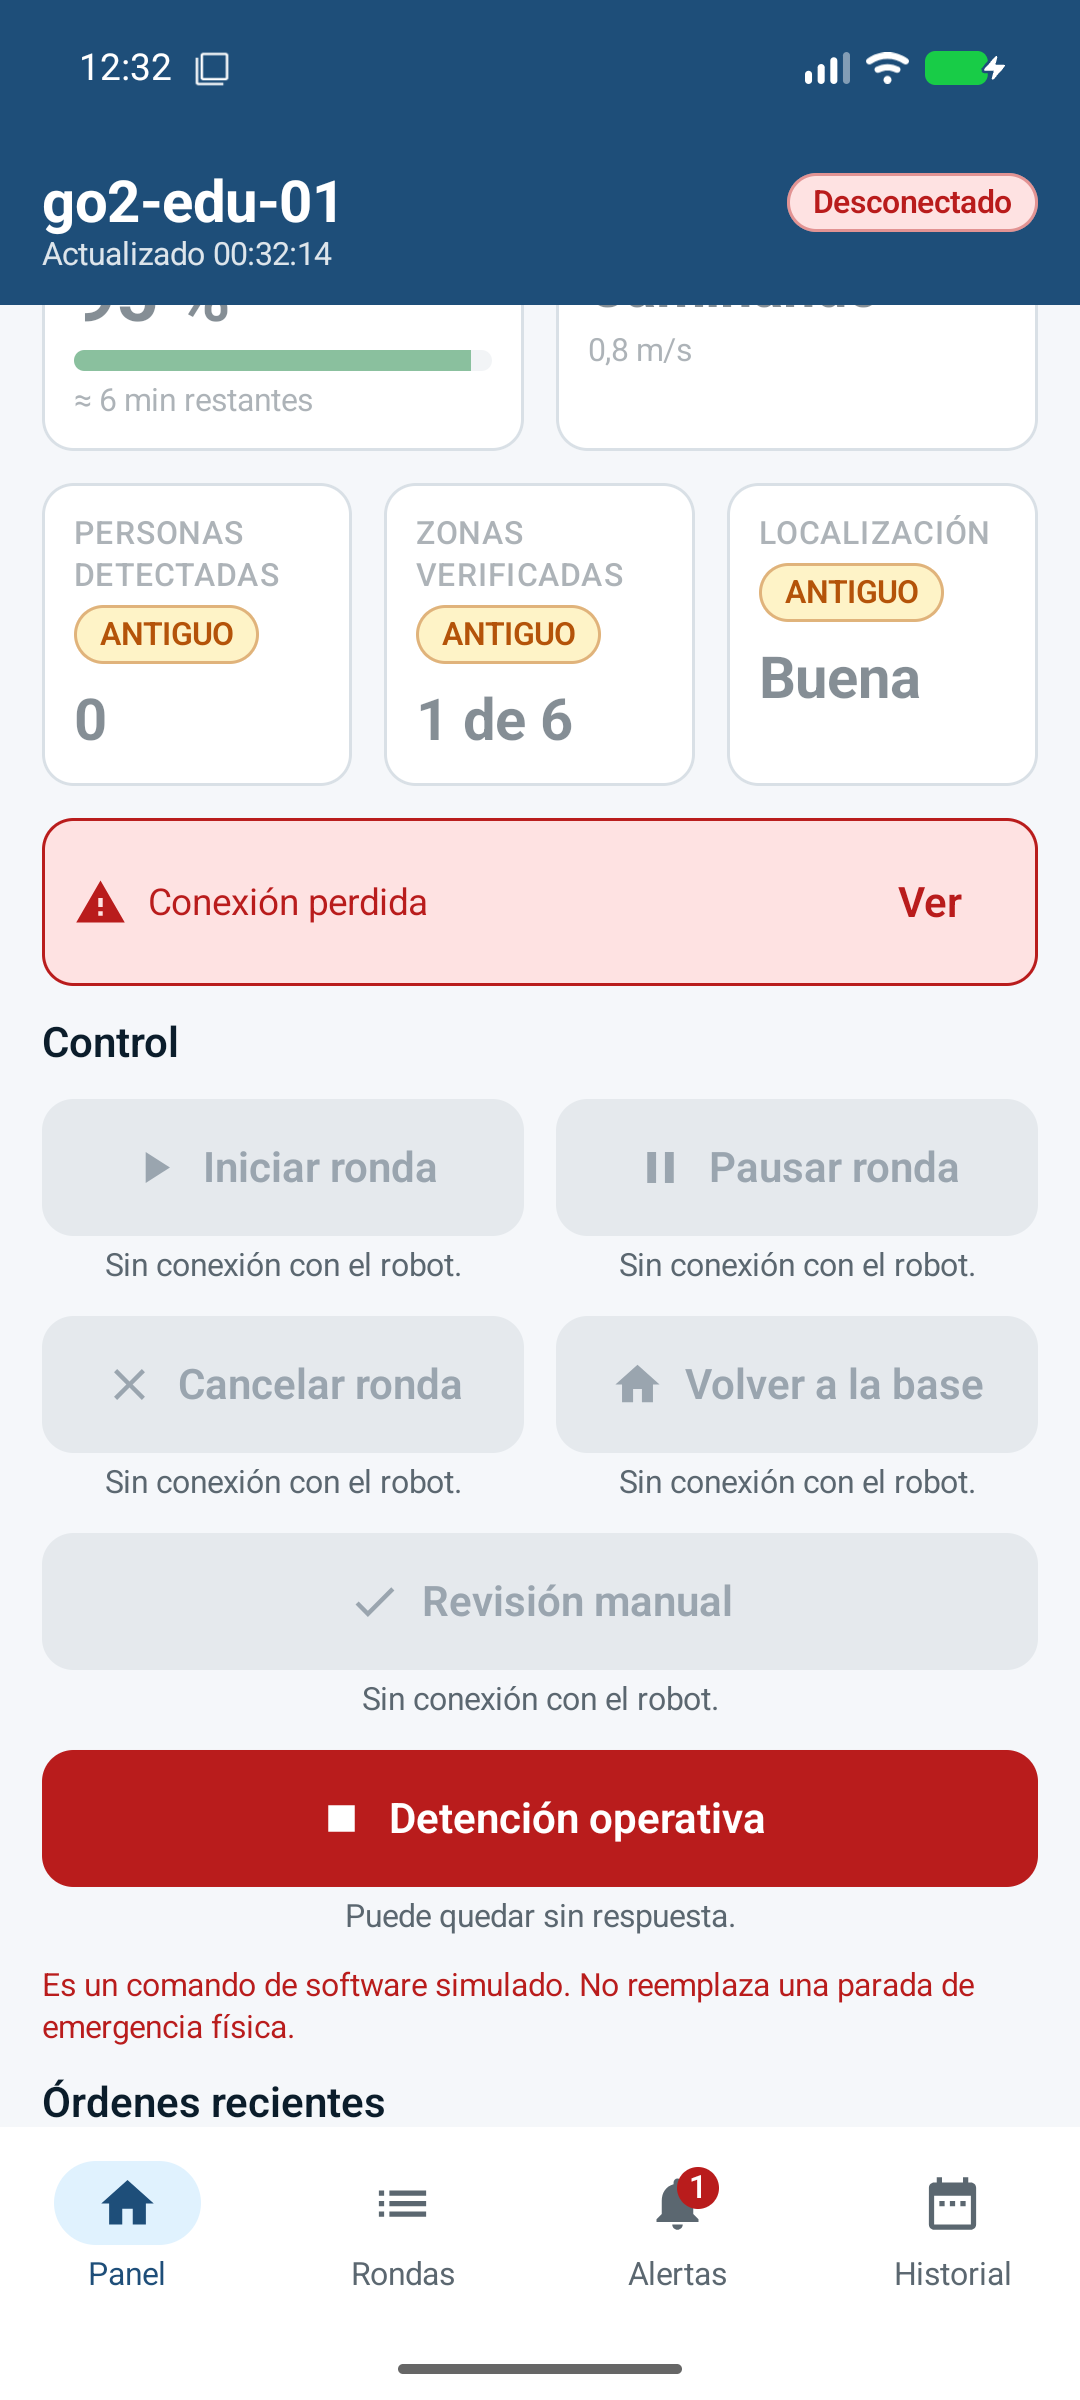 12:32
go2-edu-01
Desconectado
Actualizado 00:32:14
0,8 m/s
≈ 6 min restantes
PERSONAS DETECTADAS
ANTIGUO
0
ZONAS VERIFICADAS
ANTIGUO
1 de 6
LOCALIZACIÓN
ANTIGUO
Buena
Conexión perdida
Ver
Control
Iniciar ronda
Sin conexión con el robot.
Pausar ronda
Sin conexión con el robot.
Cancelar ronda
Sin conexión con el robot.
Volver a la base
Sin conexión con el robot.
Revisión manual
Sin conexión con el robot.
Detención operativa
Puede quedar sin respuesta.
Es un comando de software simulado. No reemplaza una parada de
emergencia física.
Órdenes recientes
Panel
Rondas
1
Alertas
Historial